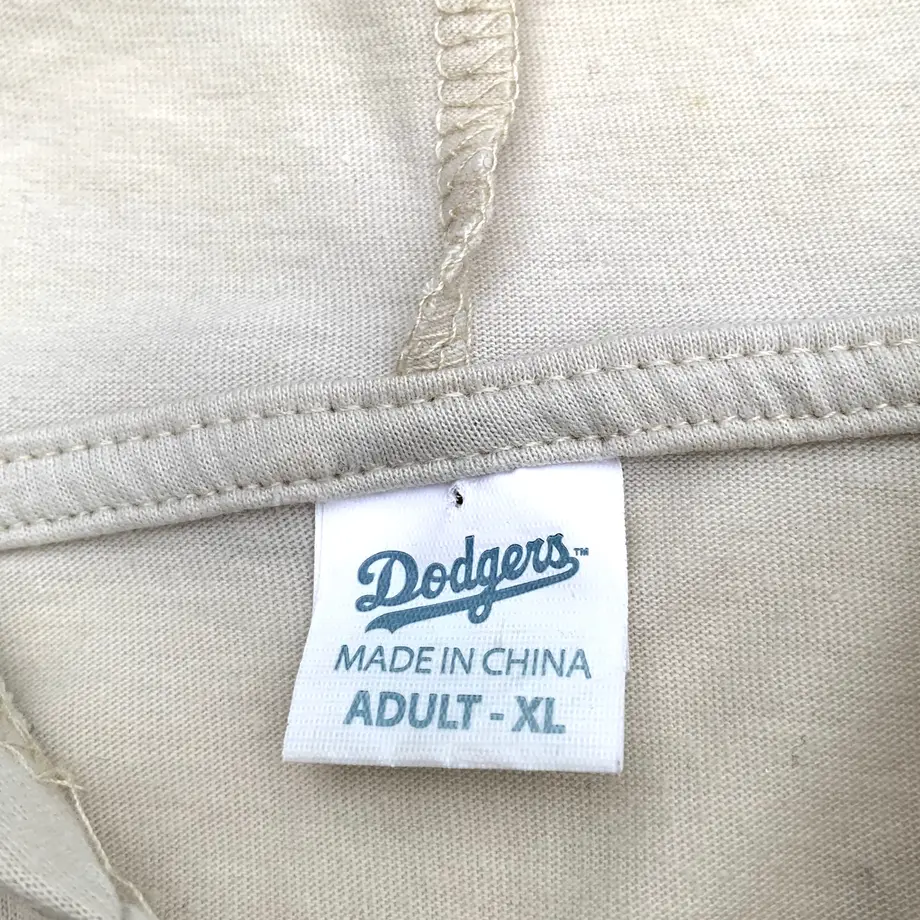 Dodgers™
MADE IN CHINA
ADULT - XL